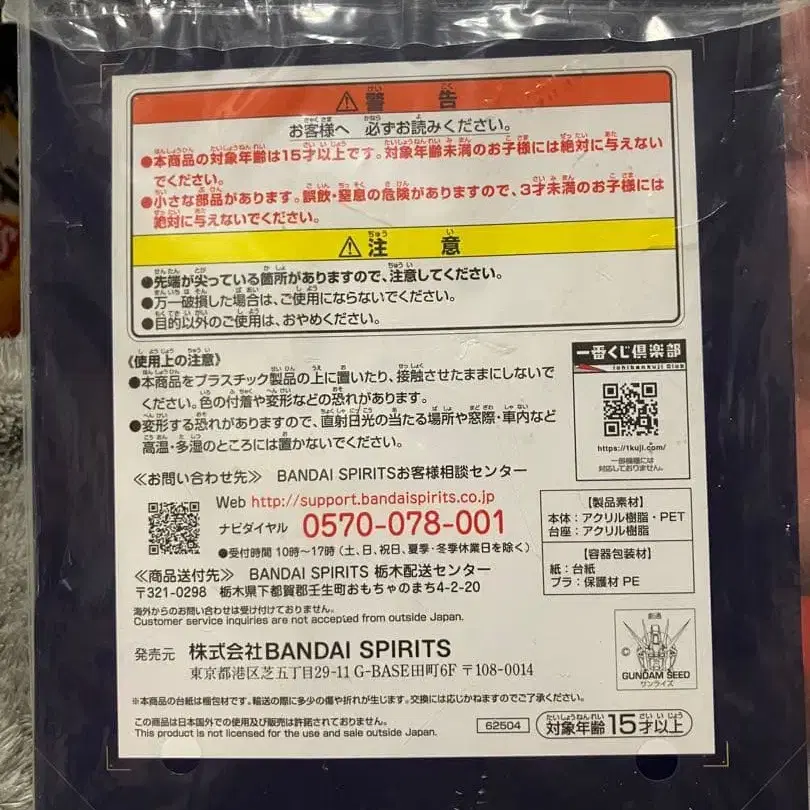 ⚠警告
お客様へ 必ずお読みください。
●本商品の対象年齢は15才以上です。対象年齢未満のお子様には絶対に与えない
でください。
●小さな部品があります。誤飲・窒息の危険がありますので、3才未満のお子様には
絶対に与えないでください。
⚠注意
●先端が尖っている箇所がありますので、注意してください。
●万一破損した場合は、ご使用にならないでください。
●目的以外のご使用は、おやめください。
《使用上の注意》
●本商品をプラスチック製品の上に置いたり、接触させたままにしないで
ください。色の付着や変形などの恐れがあります。
●変形する恐れがありますので、直射日光の当たる場所や窓際・車内など
高温・多湿のところには置かないでください。
一番くじ倶楽部
Ichibankuji Club
https://1kuji.com/
一部機種には
対応しておりません。
≪お問い合わせ先≫ BANDAI SPIRITSお客様相談センター
Web http://support.bandaispirits.co.jp
ナビダイヤル 0570-078-001
●受付時間 10時~17時(土、日、祝日、夏季・冬季休業日を除く)
【製品素材】
本体:アクリル樹脂・PET
台座:アクリル樹脂
【容器包装材】
紙:台紙
プラ:保護材 PE
≪商品送付先≫ BANDAI SPIRITS 栃木配送センター
〒321-0298 栃木県下都賀郡壬生町おもちゃのまち4-2-20
海外からのお問い合わせは受け付けておりません。
Customer service inquiries are not accepted from outside Japan.
発売元 株式会社BANDAI SPIRITS
東京都港区芝五丁目29-11 G-BASE田町6F 〒108-0014
創通
©
GUNDAM SEED
サンライズ
※本商品の台紙は梱包材です。輸送の際に多少の傷や折れが生じます。交換には応じかねますのでご了承ください。
この商品は日本国外での使用及び販売は許諾されておりません。
This product is not licensed for the use and sale outside Japan.
62504
対象年齢15才以上